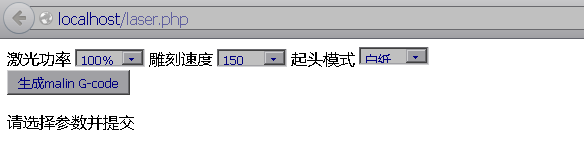 localhost/laser.php
激光功率 100% 雕刻速度 150 起头模式 白纸
生成malin G-code
请选择参数并提交